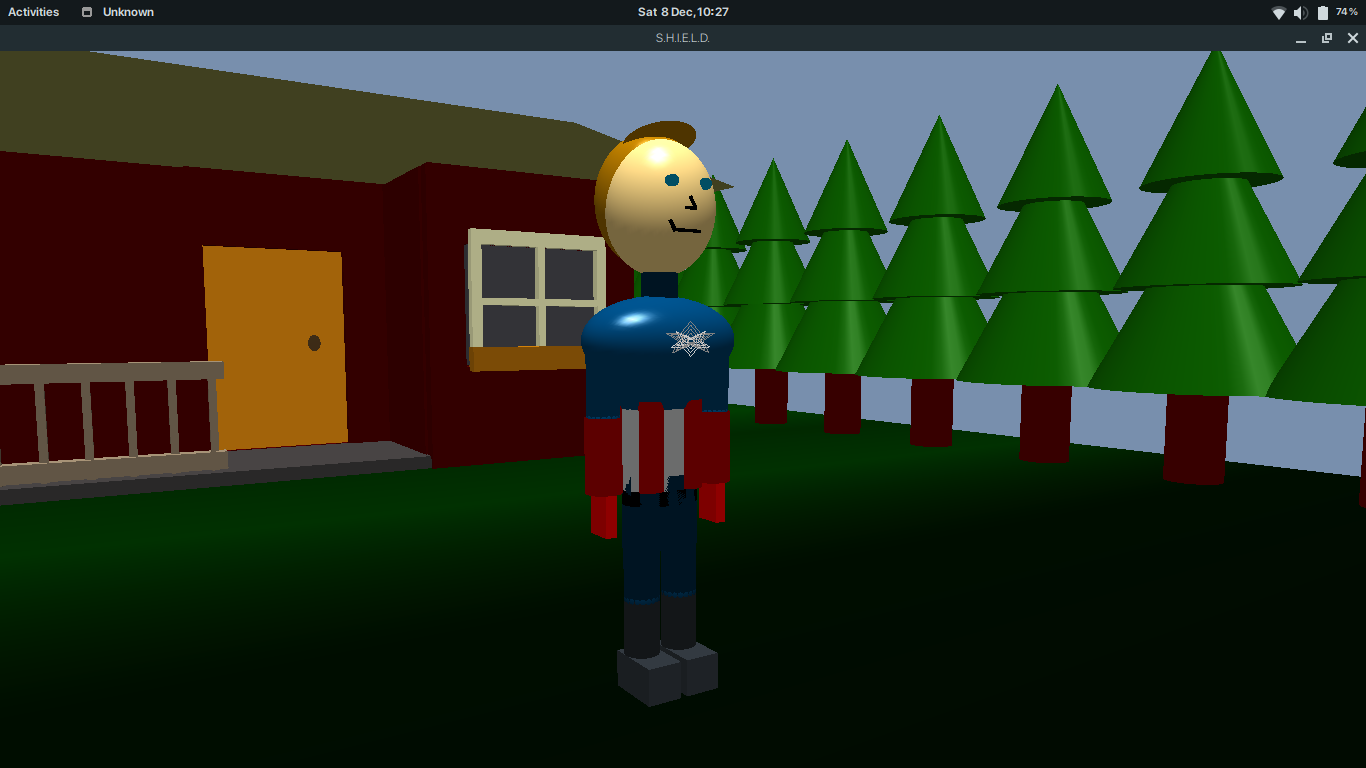 Activities Unknown Sat 8 Dec, 10:27 74%
S.H.I.E.L.D.